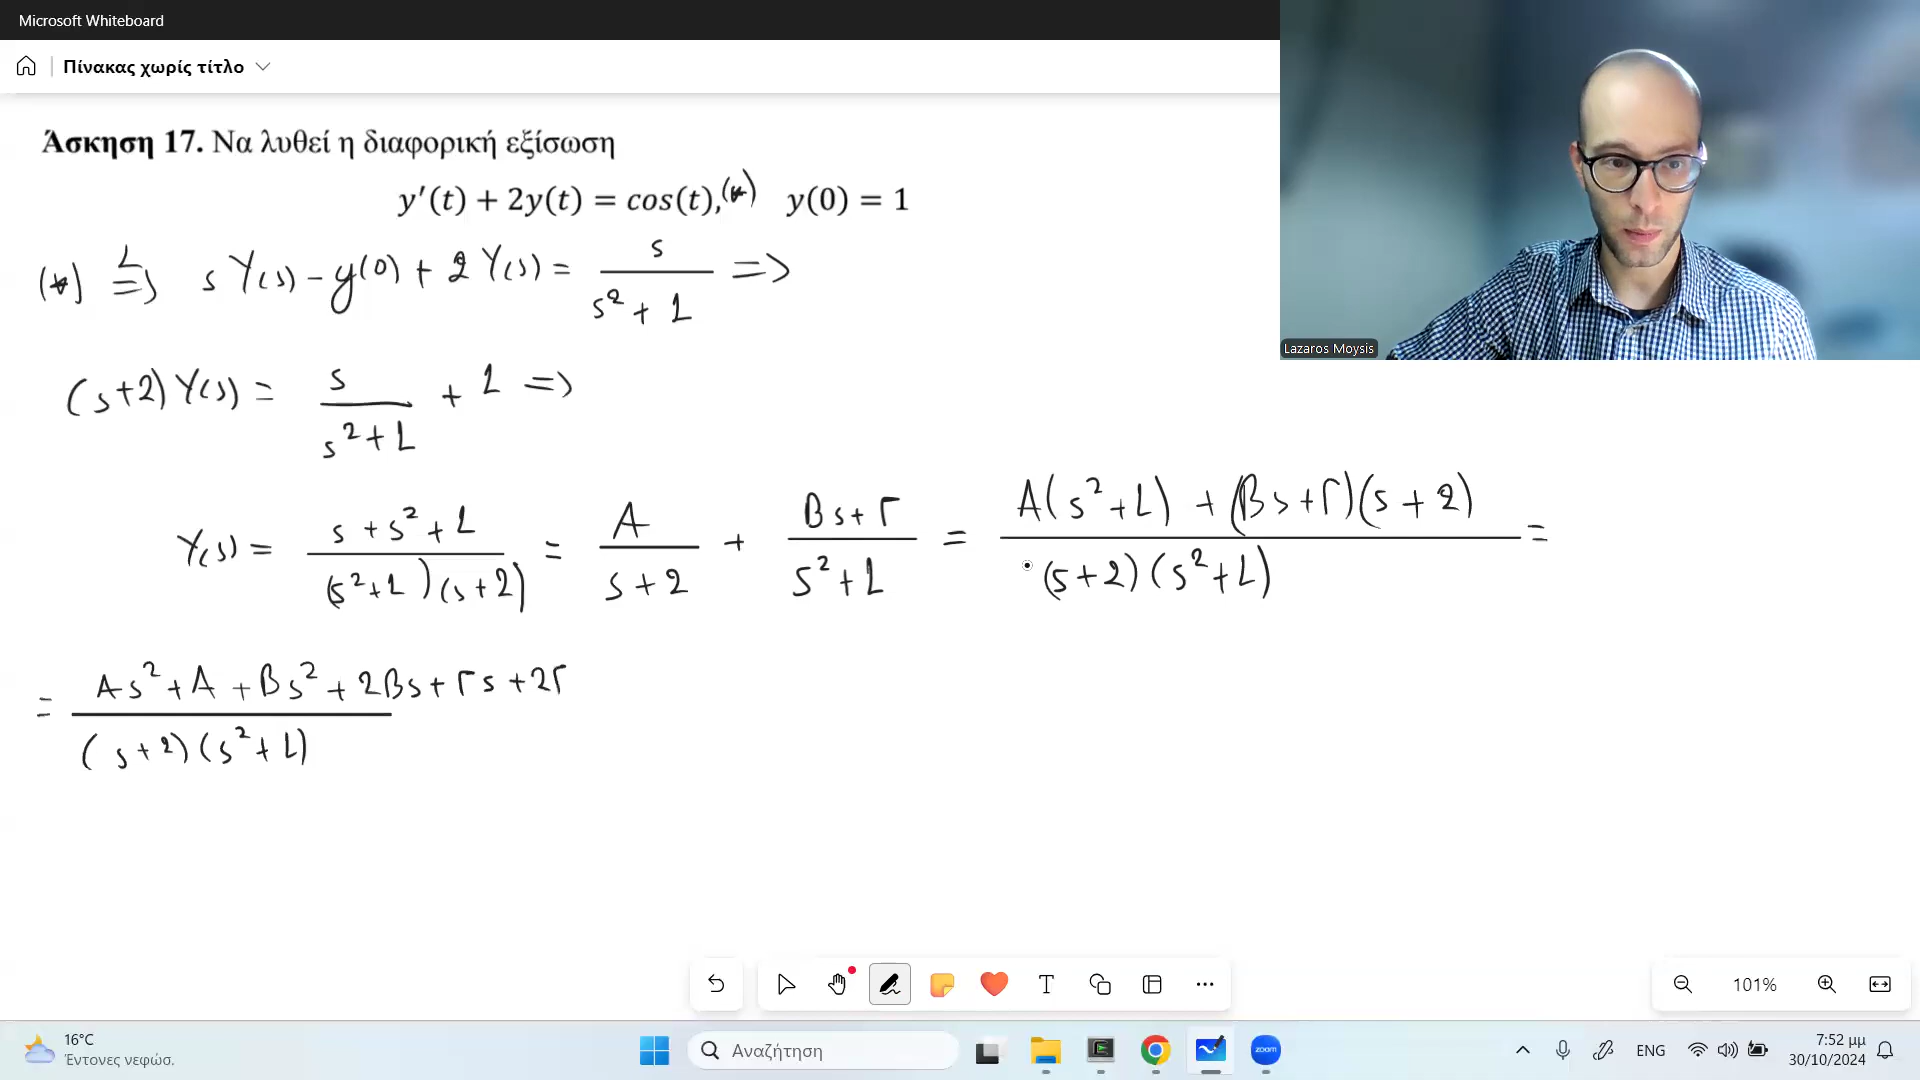 Microsoft Whiteboard
Πίνακας χωρίς τίτλο
Άσκηση 17. Να λυθεί η διαφορική εξίσωση
y′(t) + 2y(t) = cos(t), (*) y(0) = 1
(*) L=> s Y(s) - y(0) + 2 Y(s) = s / (s² + 1) =>
(s+2) Y(s) = s / (s² + 1) + 1 =>
Y(s) = (s + s² + 1) / ((s²+1)(s+2)) = A / (s+2) + (Bs+Γ) / (s²+1) = (A(s²+1) + (Bs+Γ)(s+2)) / ((s+2)(s²+1)) =
= (As² + A + Bs² + 2Bs + Γs + 2Γ) / ((s+2)(s²+1))
Lazaros Moysis
101%
16°C
Έντονες νεφώσ.
Αναζήτηση
zoom
ENG
7:52 μμ
30/10/2024